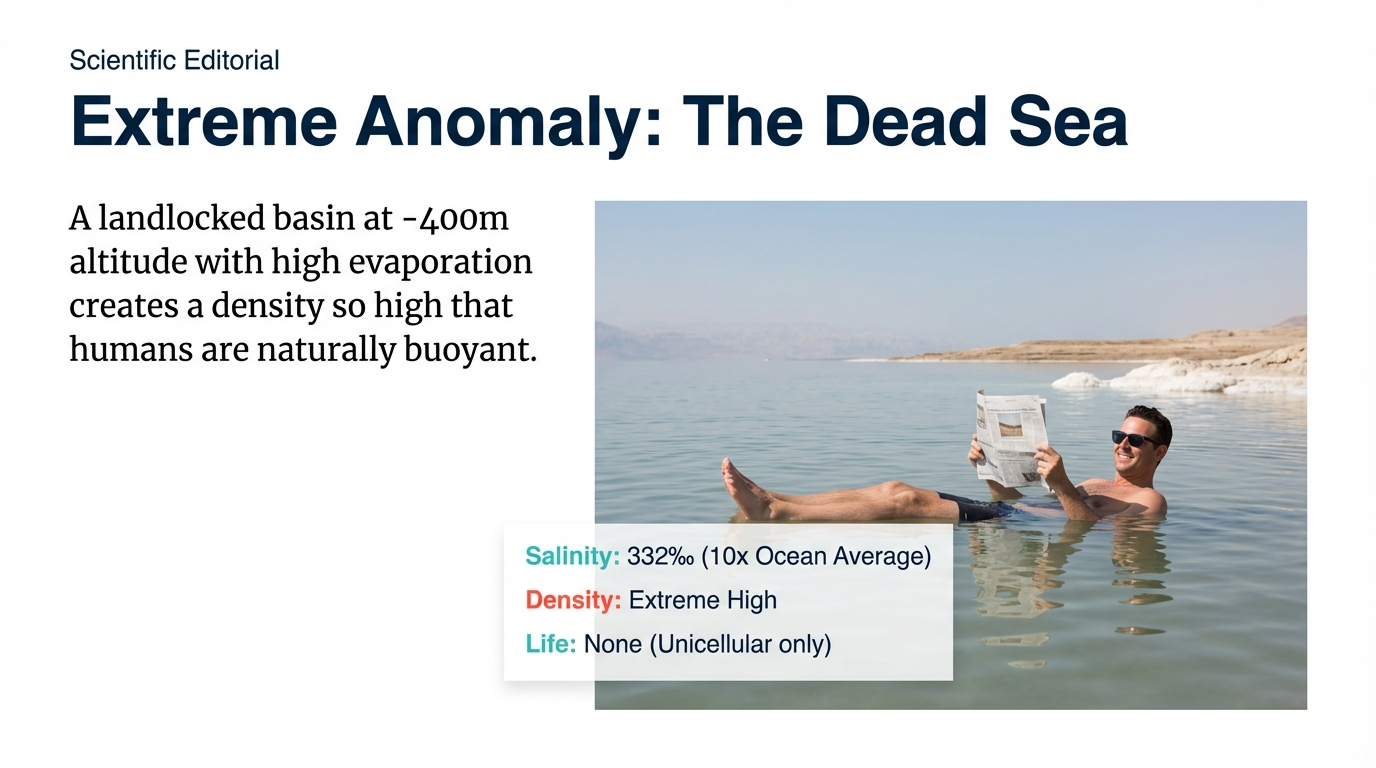 Scientific Editorial
Extreme Anomaly: The Dead Sea
A landlocked basin at -400m
altitude with high evaporation
creates a density so high that
humans are naturally buoyant.
Salinity: 332‰ (10x Ocean Average)
Density: Extreme High
Life: None (Unicellular only)